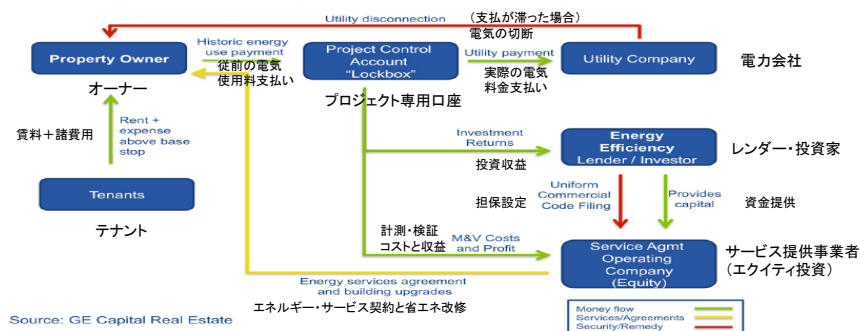 Utility disconnection
(支払が滞った場合)
電気の切断
Property Owner
オーナー
Historic energy
use payment
従前の電気
使用料支払い
Project Control
Account
"Lockbox"
プロジェクト専用口座
Utility payment
実際の電気
料金支払い
Utility Company
電力会社
賃料＋諸費用
Rent +
expense
above base
stop
Tenants
テナント
Investment
Returns
投資収益
Energy
Efficiency
Lender / Investor
レンダー・投資家
Uniform
Commercial
Code Filing
担保設定
Provides
capital
資金提供
計測・検証
コストと収益
M&V Costs
and Profit
Service Agmt
Operating
Company
(Equity)
サービス提供事業者
(エクイティ投資)
Energy services agreement
and building upgrades
エネルギー・サービス契約と省エネ改修
Source: GE Capital Real Estate
Money flow
Services/Agreements
Security/Remedy